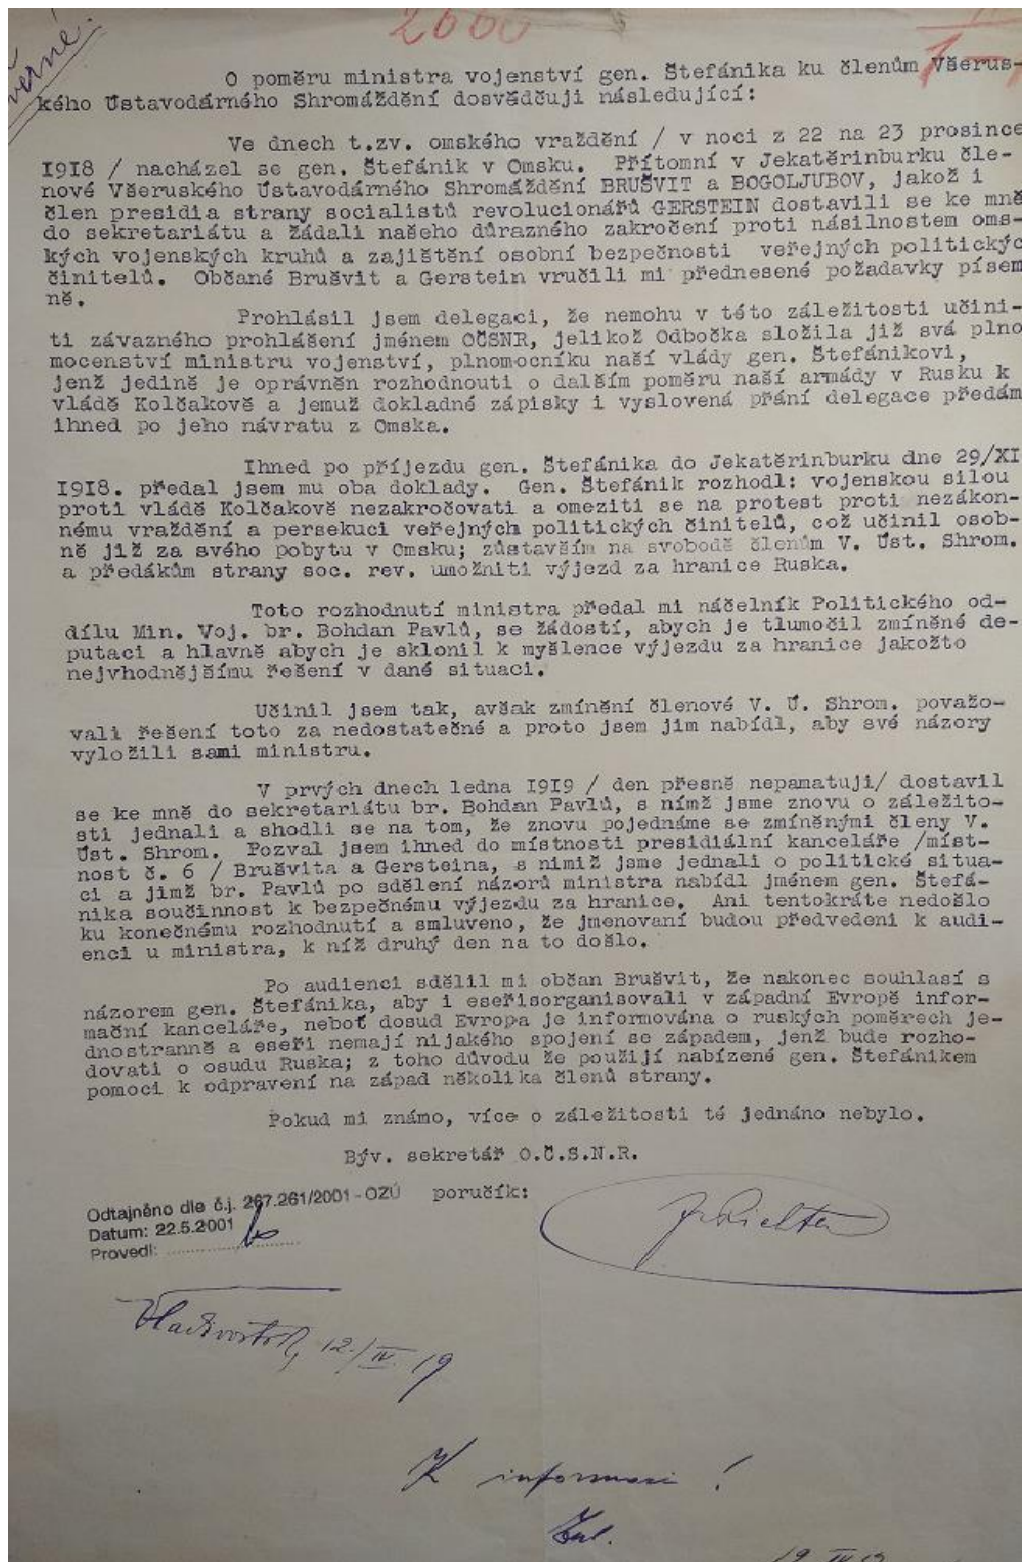 verné.
2000
O poměru ministra vojenství gen. Štefánika ku členům Všerus-
kého Ústavodárného Shromáždění dosvědčuji následující:
Ve dnech t.zv. omského vraždění / v noci z 22 na 23 prosince
I9I8 / nacházel se gen. Štefánik v Omsku. Přítomní v Jekatěrinburku čle-
nové Všeruského Ústavodárného Shromáždění BRUŠVIT a BOGOLJUBOV, jakož i
člen presidia strany socialistů revolucionářů GERSTEIN dostavili se ke mně
do sekretariátu a žádali našeho důrazného zakročení proti násilnostem oms-
kých vojenských kruhů a zajištění osobní bezpečnosti veřejných politickýc
činitelů. Občané Brušvit a Gerstein vručili mi přednesené požadavky písem
ně.
Prohlásil jsem delegaci, že nemohu v této záležitosti učini-
ti závazného prohlášení jménem OČSNR, jelikož Odbočka složila již svá plno
mocenství ministru vojenství, plnomocníku naší vlády gen. Štefánikovi,
jenž jedině je oprávněn rozhodnouti o dalším poměru naší armády v Rusku k
vládě Kolčakově a jemuž dokladné zápisky i vyslovená přání delegace předám
ihned po jeho návratu z Omska.
Ihned po příjezdu gen. Štefánika do Jekatěrinburku dne 29/XI
I9I8. předal jsem mu oba doklady. Gen. Štefánik rozhodl: vojenskou silou
proti vládě Kolčakově nezakročovati a omeziti se na protest proti nezákon-
nému vraždění a persekuci veřejných politických činitelů, což učinil osob-
ně již za svého pobytu v Omsku; zůstavším na svobodě členům V. Úst. Shrom.
a předákům strany soc. rev. umožniti výjezd za hranice Ruska.
Toto rozhodnutí ministra předal mi náčelník Politického od-
dílu Min. Voj. br. Bohdan Pavlů, se žádostí, abych je tlumočil zmíněné de-
putaci a hlavně abych je sklonil k myšlence výjezdu za hranice jakožto
nejvhodnějšímu řešení v dané situaci.
Učinil jsem tak, avšak zmínění členové V. Ú. Shrom. považo-
vali řešení toto za nedostatečné a proto jsem jim nabídl, aby své názory
vyložili sami ministru.
V prvých dnech ledna I9I9 / den přesně nepamatuji/ dostavil
se ke mně do sekretariátu br. Bohdan Pavlů, s nímž jsme znovu o záležito-
sti jednali a shodli se na tom, že znovu pojednáme se zmíněnými členy V.
Úst. Shrom. Pozval jsem ihned do místnosti presidiální kanceláře /míst-
nost č. 6 / Brušvita a Gersteina, s nimiž jsme jednali o politické situa-
ci a jimž br. Pavlů po sdělení názorů ministra nabídl jménem gen. Štefá-
nika součinnost k bezpečnému výjezdu za hranice. Ani tentokráte nedošlo
ku konečnému rozhodnutí a smluveno, že jmenovaní budou předvedeni k audi-
enci u ministra, k níž druhý den na to došlo.
Po audienci sdělil mi občan Brušvit, že nakonec souhlasí s
názorem gen. Štefánika, aby i eseřisorganisovali v západní Evropě infor-
mační kanceláře, neboť dosud Evropa je informována o ruských poměrech je-
dnostranně a eseři nemají nijakého spojení se západem, jenž bude rozho-
dovati o osudu Ruska; z toho důvodu že použijí nabízené gen. Štefánikem
pomoci k odpravení na západ několika členů strany.
Pokud mi známo, více o záležitosti té jednáno nebylo.
Býv. sekretář O.Č.S.N.R.
poručík:
Richter
Odtajněno dle č.j. 267.261/2001 - OZÚ
Datum: 22.5.2001
Provedl:
Vladivostok, 12./IV. 19
K informaci !